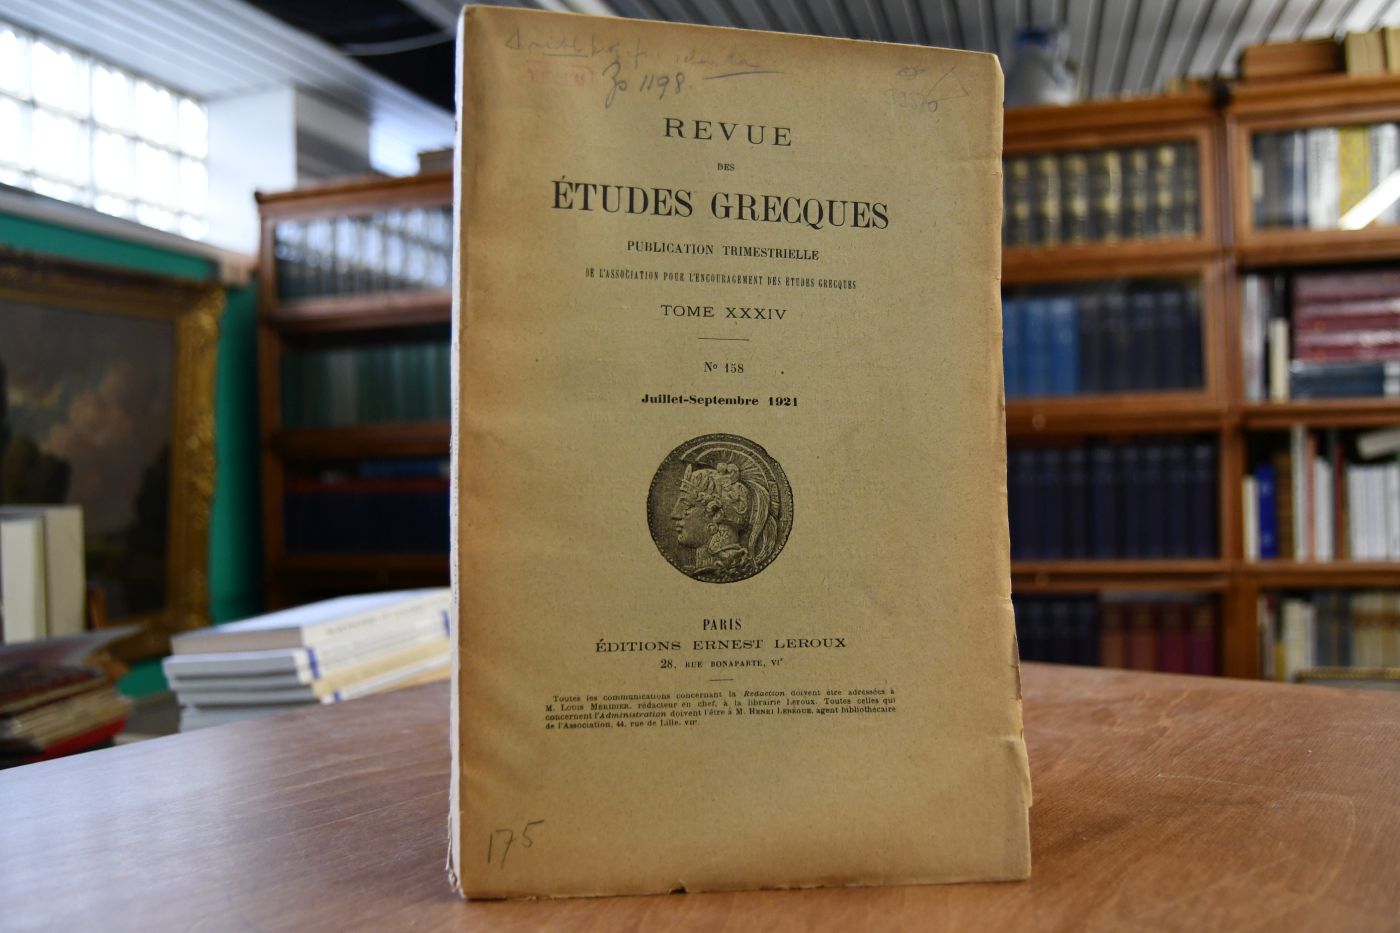 Zo 1198.
REVUE
DES
ÉTUDES GRECQUES
PUBLICATION TRIMESTRIELLE
DE L'ASSOCIATION POUR L'ENCOURAGEMENT DES ÉTUDES GRECQUES
TOME XXXIV
Nº 158
Juillet-Septembre 1921
PARIS
ÉDITIONS ERNEST LEROUX
28, RUE BONAPARTE, VIᵉ
Toutes les communications concernant la Rédaction doivent être adressées à
M. LOUIS MÉRIDIER, rédacteur en chef, à la librairie Leroux. Toutes celles qui
concernent l'Administration doivent l'être à M. HENRI LEBÈGUE, agent bibliothécaire
de l'Association, 44, rue de Lille, VIIᵉ
175